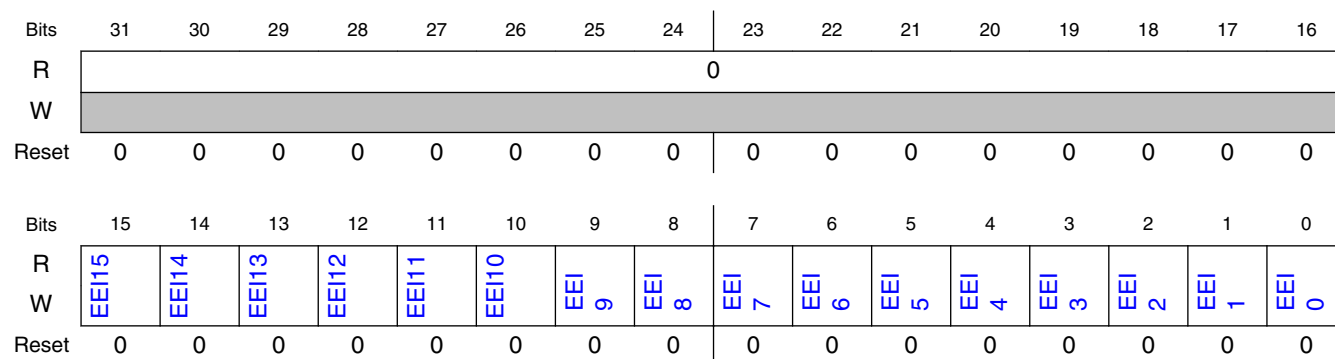 Bits 31 30 29 28 27 26 25 24 23 22 21 20 19 18 17 16
R 0
W
Reset 0 0 0 0 0 0 0 0 0 0 0 0 0 0 0 0
Bits 15 14 13 12 11 10 9 8 7 6 5 4 3 2 1 0
R
W
EEI15 EEI14 EEI13 EEI12 EEI11 EEI10 EEI9 EEI8 EEI7 EEI6 EEI5 EEI4 EEI3 EEI2 EEI1 EEI0
Reset 0 0 0 0 0 0 0 0 0 0 0 0 0 0 0 0